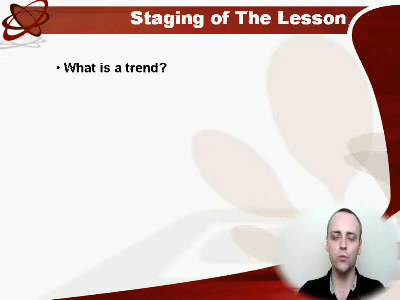 Staging of The Lesson
• What is a trend?